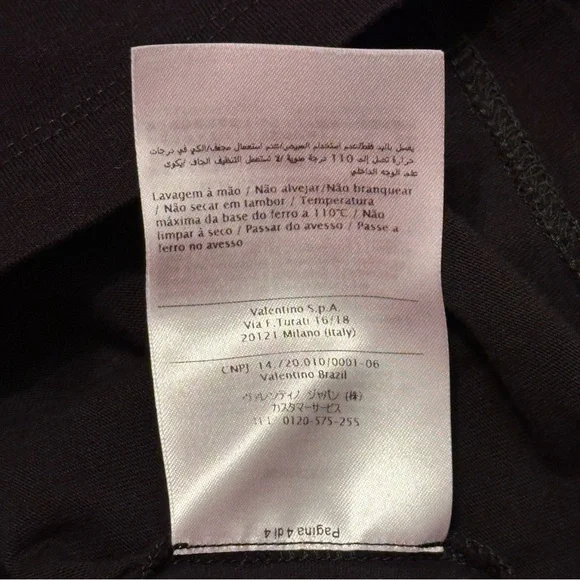 يغسل باليد فقط/عدم استخدام المبيض/عدم استعمال مجفف/الكي في درجات
حرارة تصل إلى 110 درجة مئوية /لا تستعمل التنظيف الجاف /يكوى
على الوجه الداخلي
Lavagem à mão / Não alvejar/Não branquear
/ Não secar em tambor / Temperatura
máxima da base do ferro a 110°C / Não
limpar à seco / Passar do avesso / Passe a
ferro no avesso
Valentino S.p.A.
Via F.Turati 16/18
20121 Milano (Italy)
CNPJ 14.720.010/0001-06
Valentino Brazil
ヴァレンティノ ジャパン (株)
カスタマーサービス
TEL 0120-575-255
Pagina 4 di 4